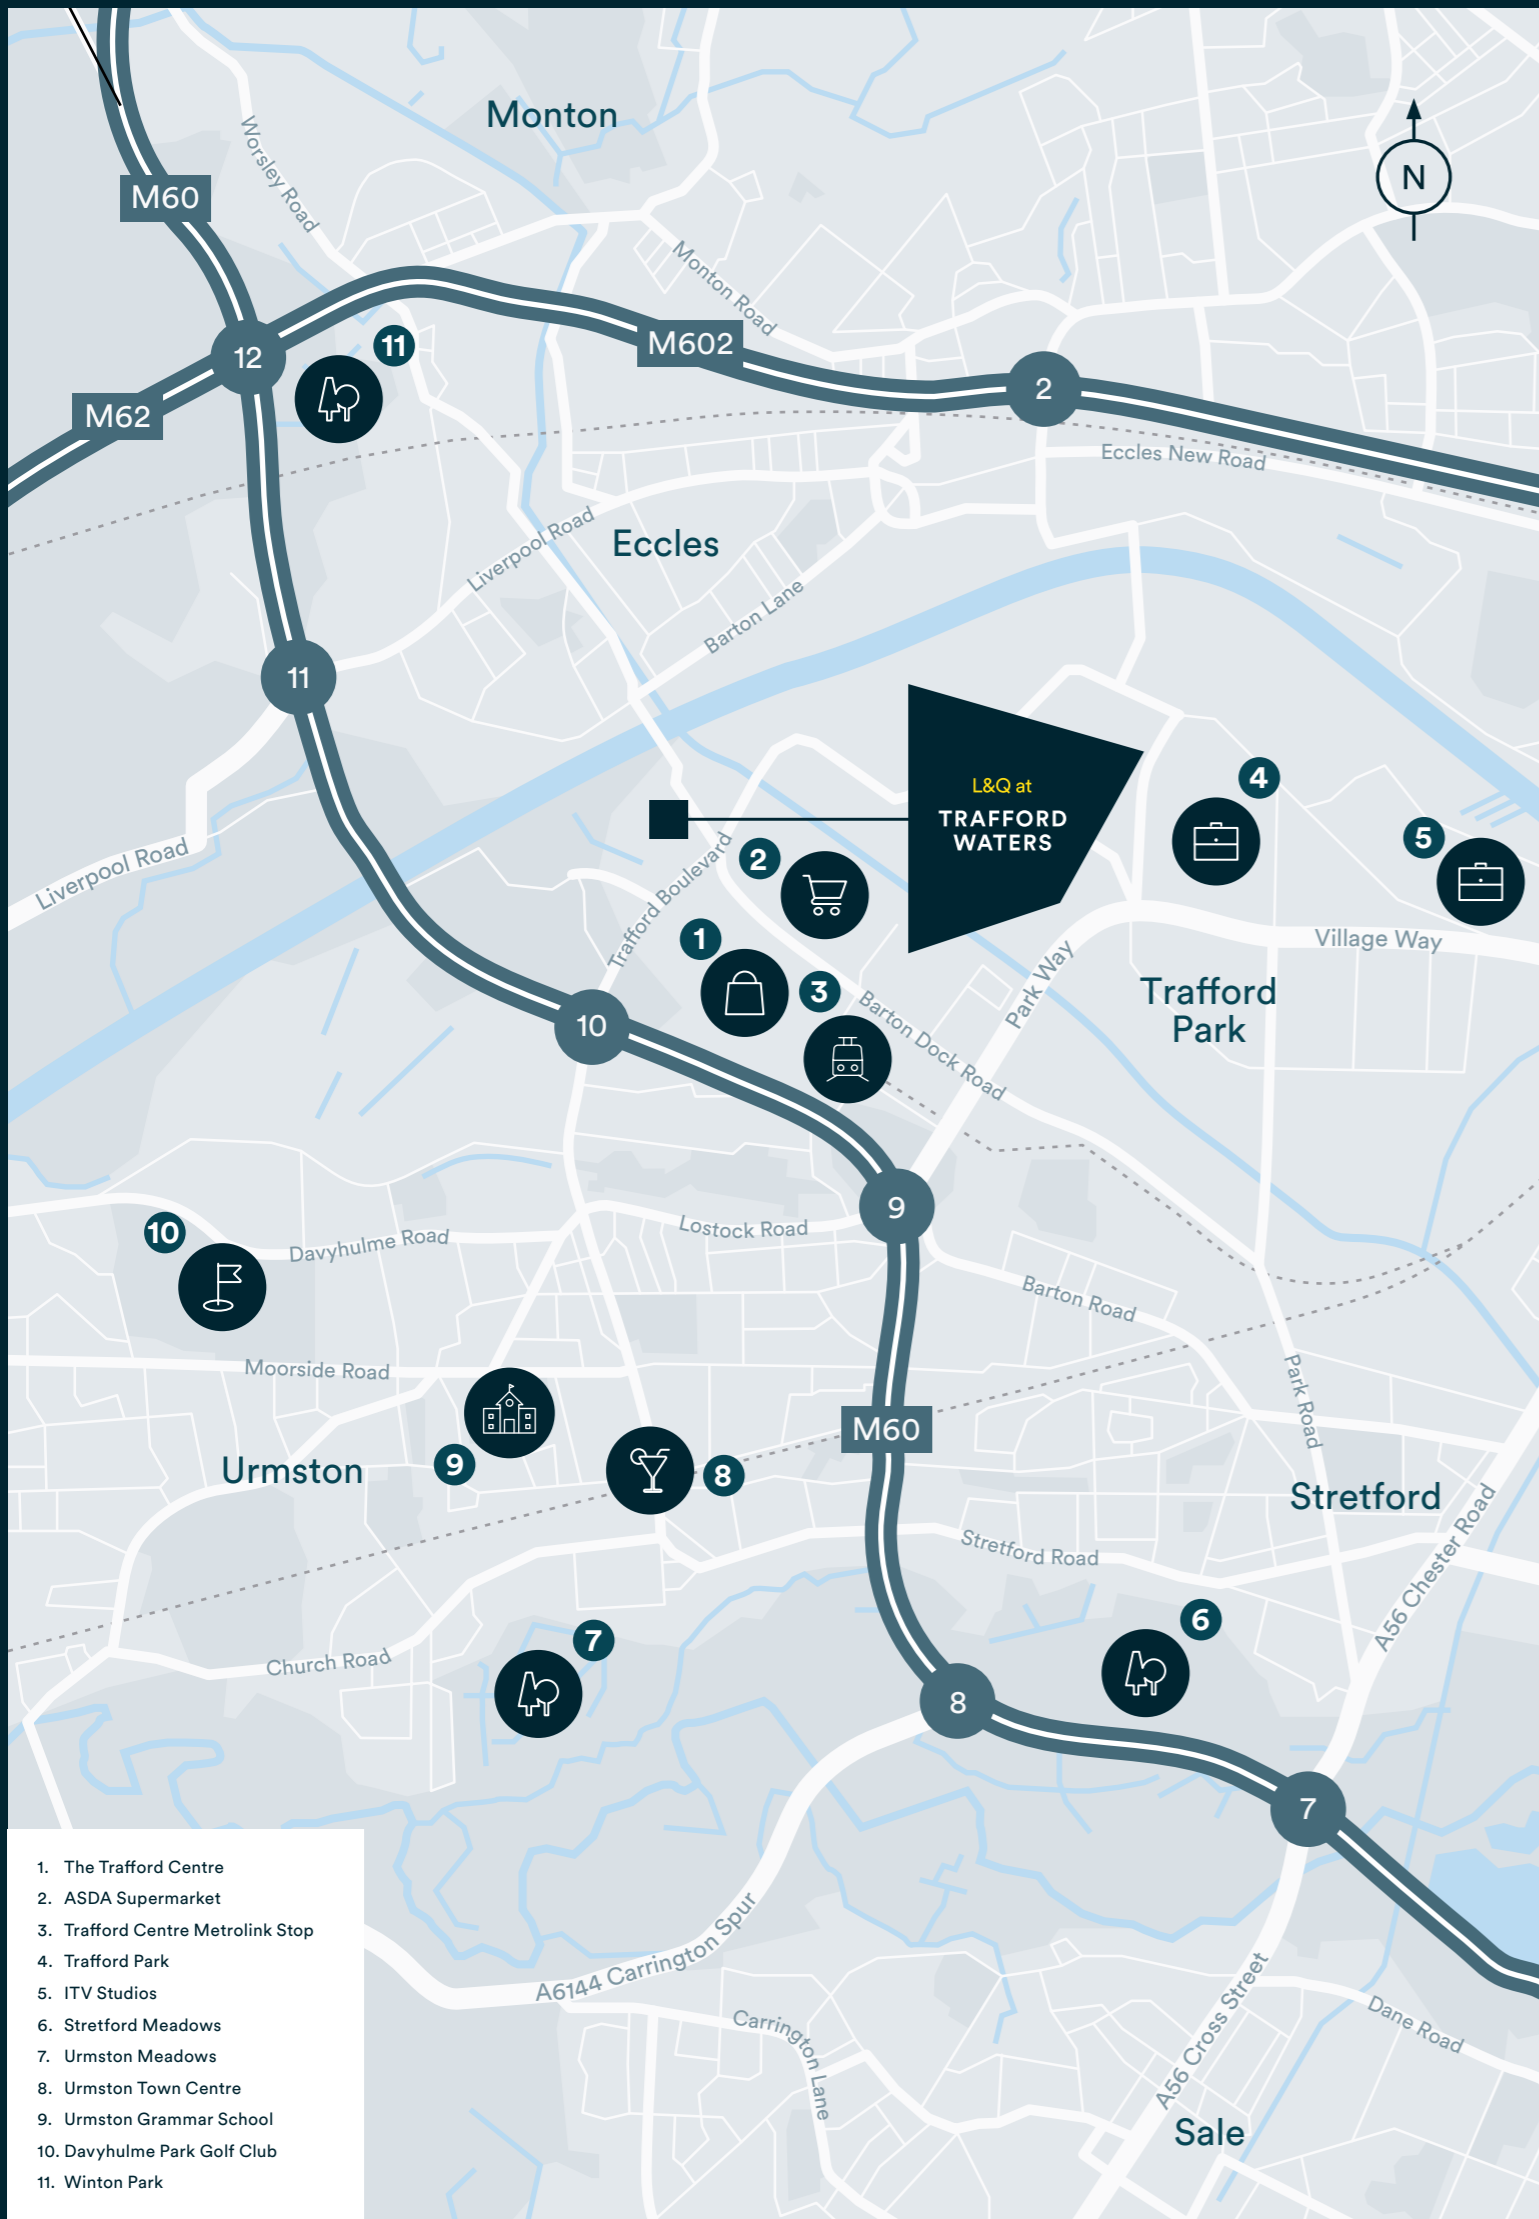 Monton
N
Worsley Road
M60
Monton Road
M602
11
12
2
M62
Eccles New Road
Liverpool Road
Eccles
Barton Lane
11
L&Q at
TRAFFORD
WATERS
4
5
2
Liverpool Road
Trafford Boulevard
1
Village Way
3
Park Way
Trafford
Park
Barton Dock Road
10
9
10
Davyhulme Road
Lostock Road
Barton Road
Moorside Road
Park Road
M60
Urmston
9
8
Stretford
Stretford Road
A56 Chester Road
6
7
Church Road
8
7
1. The Trafford Centre
2. ASDA Supermarket
3. Trafford Centre Metrolink Stop
4. Trafford Park
5. ITV Studios
6. Stretford Meadows
7. Urmston Meadows
8. Urmston Town Centre
9. Urmston Grammar School
10. Davyhulme Park Golf Club
11. Winton Park
A6144 Carrington Spur
Carrington Lane
A56 Cross Street
Dane Road
Sale